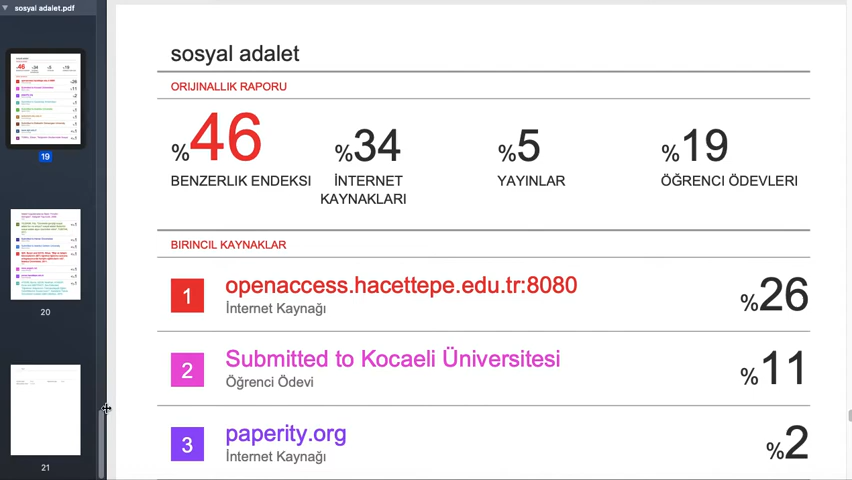 sosyal adalet.pdf
sosyal adalet
ORIJINALLIK RAPORU
%46
%34
%5
%19
BENZERLIK ENDEKSI
İNTERNET
KAYNAKLARI
YAYINLAR
ÖĞRENCI ÖDEVLERI
BIRINCIL KAYNAKLAR
1
openaccess.hacettepe.edu.tr:8080
İnternet Kaynağı
%26
2
Submitted to Kocaeli Üniversitesi
Öğrenci Ödevi
%11
3
paperity.org
İnternet Kaynağı
%2
19
20
21